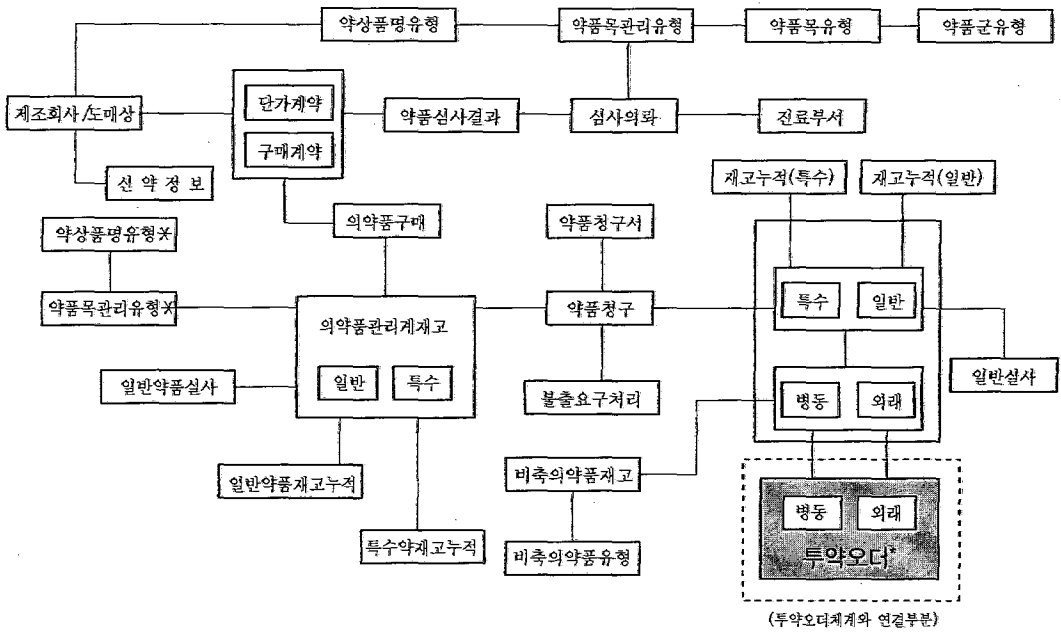 약상품명유형
약품목관리유형
약품목유형
약품군유형
제조회사/도매상
단가계약
구매계약
약품심사결과
심사의뢰
진료부서
신 약 정 보
재고누적(특수)
재고누적(일반)
약상품명유형※
의약품구매
약품청구서
약품목관리유형※
의약품관리계재고
일반
특수
약품청구
특수
일반
일반약품실사
불출요구처리
병동
외래
일반실사
일반약품재고누적
비축의약품재고
특수약재고누적
비축의약품유형
병동
외래
투약오더*
(투약오더체계와 연결부분)